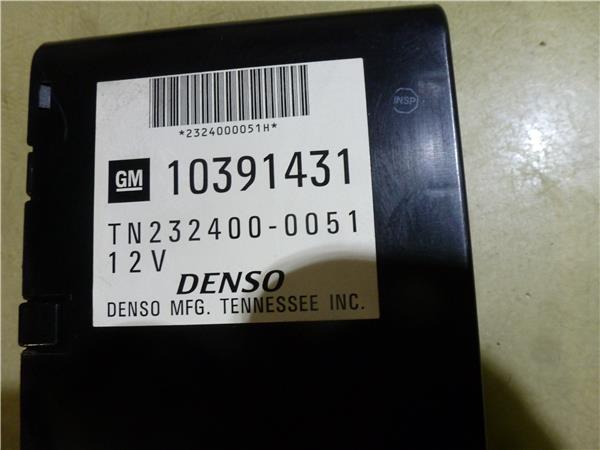 *2324000051H*
INSP
GM 10391431
TN232400-0051
12V
DENSO
DENSO MFG. TENNESSEE INC.